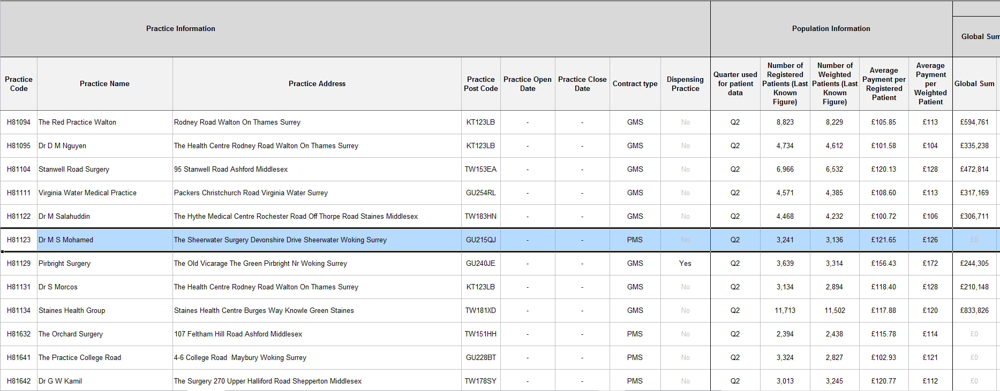 Practice Information Population Information Global Sum
Practice Code Practice Name Practice Address Practice Post Code Practice Open Date Practice Close Date Contract type Dispensing Practice Quarter used for patient data Number of Registered Patients (Last Known Figure) Number of Weighted Patients (Last Known Figure) Average Payment per Registered Patient Average Payment per Weighted Patient Global Sum
H81094 The Red Practice Walton Rodney Road Walton On Thames Surrey KT123LB - - GMS No Q2 8,823 8,229 £105.85 £113 £594,761
H81095 Dr D M Nguyen The Health Centre Rodney Road Walton On Thames Surrey KT123LB - - GMS No Q2 4,734 4,612 £101.58 £104 £335,238
H81104 Stanwell Road Surgery 95 Stanwell Road Ashford Middlesex TW153EA - - GMS No Q2 6,966 6,532 £120.13 £128 £472,814
H81111 Virginia Water Medical Practice Packers Christchurch Road Virginia Water Surrey GU254RL - - GMS No Q2 4,571 4,385 £108.60 £113 £317,169
H81122 Dr M Salahuddin The Hythe Medical Centre Rochester Road Off Thorpe Road Staines Middlesex TW183HN - - GMS No Q2 4,468 4,232 £100.72 £106 £306,711
H81123 Dr M S Mohamed The Sheerwater Surgery Devonshire Drive Sheerwater Woking Surrey GU215QJ - - PMS No Q2 3,241 3,136 £121.65 £126 £0
H81129 Pirbright Surgery The Old Vicarage The Green Pirbright Nr Woking Surrey GU240JE - - GMS Yes Q2 3,639 3,314 £156.43 £172 £244,305
H81131 Dr S Morcos The Health Centre Rodney Road Walton On Thames Surrey KT123LB - - GMS No Q2 3,134 2,894 £118.40 £128 £210,148
H81134 Staines Health Group Staines Health Centre Burges Way Knowle Green Staines TW181XD - - GMS No Q2 11,713 11,502 £117.88 £120 £833,826
H81632 The Orchard Surgery 107 Feltham Hill Road Ashford Middlesex TW151HH - - PMS No Q2 2,394 2,438 £115.78 £114 £0
H81641 The Practice College Road 4-6 College Road Maybury Woking Surrey GU228BT - - PMS No Q2 3,324 2,827 £102.93 £121 £0
H81642 Dr G W Kamil The Surgery 270 Upper Halliford Road Shepperton Middlesex TW178SY - - PMS No Q2 3,013 3,245 £120.77 £112 £0